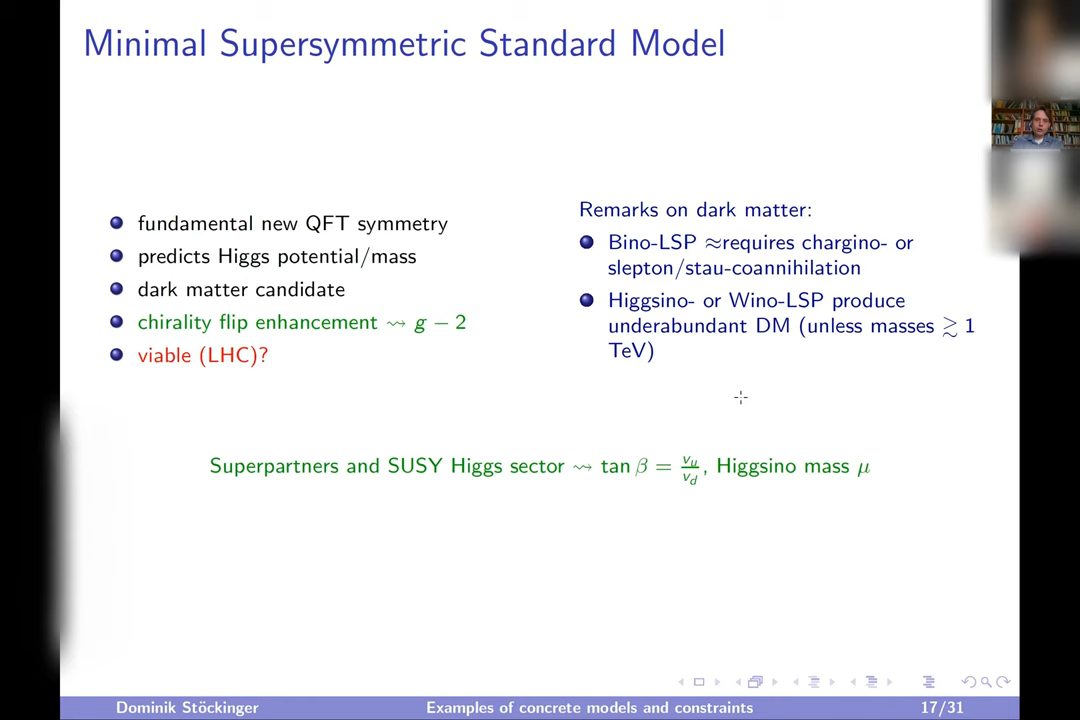 Minimal Supersymmetric Standard Model
fundamental new QFT symmetry
predicts Higgs potential/mass
dark matter candidate
chirality flip enhancement ⇝ g − 2
viable (LHC)?
Remarks on dark matter:
Bino-LSP ≈requires chargino- or
slepton/stau-coannihilation
Higgsino- or Wino-LSP produce
underabundant DM (unless masses ≳ 1
TeV)
Superpartners and SUSY Higgs sector ⇝ tan β = v_u/v_d, Higgsino mass μ
Dominik Stöckinger Examples of concrete models and constraints 17/31